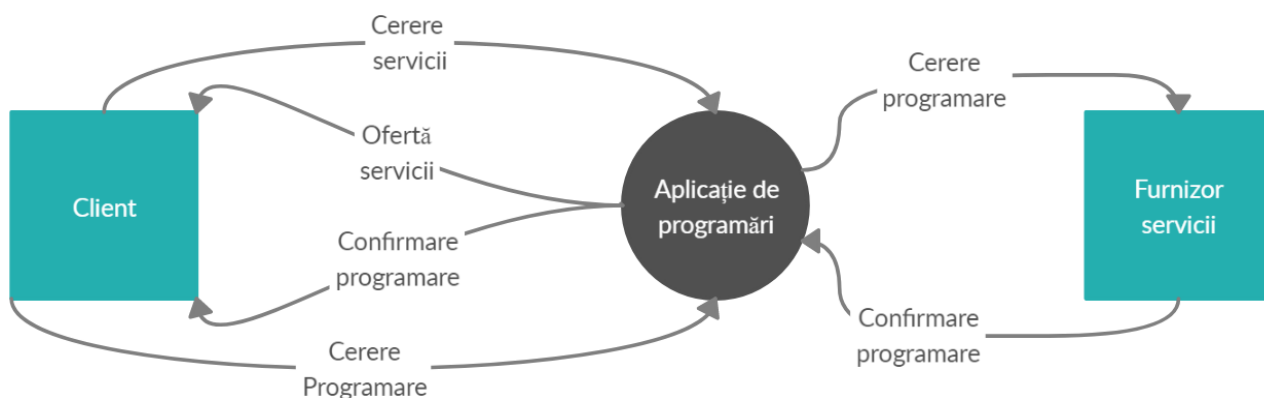 Cerere
servicii
Cerere
programare
Ofertă
servicii
Client
Aplicație de
programări
Furnizor
servicii
Confirmare
programare
Confirmare
programare
Cerere
Programare